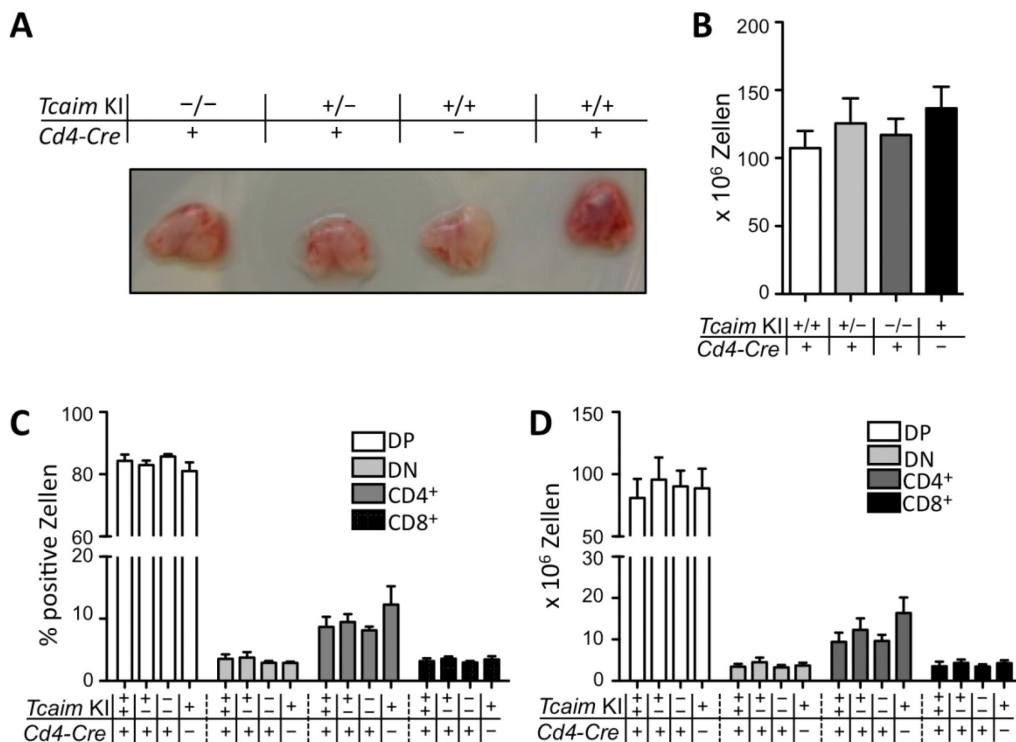 A
Tcaim KI −/− +/− +/+ +/+
Cd4-Cre + + − +
B
200
150
100
50
0
x 10⁶ Zellen
Tcaim KI +/+ +/− −/− +
Cd4-Cre + + + −
C
100
80
60
20
10
0
% positive Zellen
DP
DN
CD4⁺
CD8⁺
Tcaim KI +/+ +/− −/− + +/+ +/− −/− + +/+ +/− −/− + +/+ +/− −/− +
Cd4-Cre + + + − + + + − + + + − + + + −
D
150
100
50
30
20
10
0
x 10⁶ Zellen
DP
DN
CD4⁺
CD8⁺
Tcaim KI +/+ +/− −/− + +/+ +/− −/− + +/+ +/− −/− + +/+ +/− −/− +
Cd4-Cre + + + − + + + − + + + − + + + −